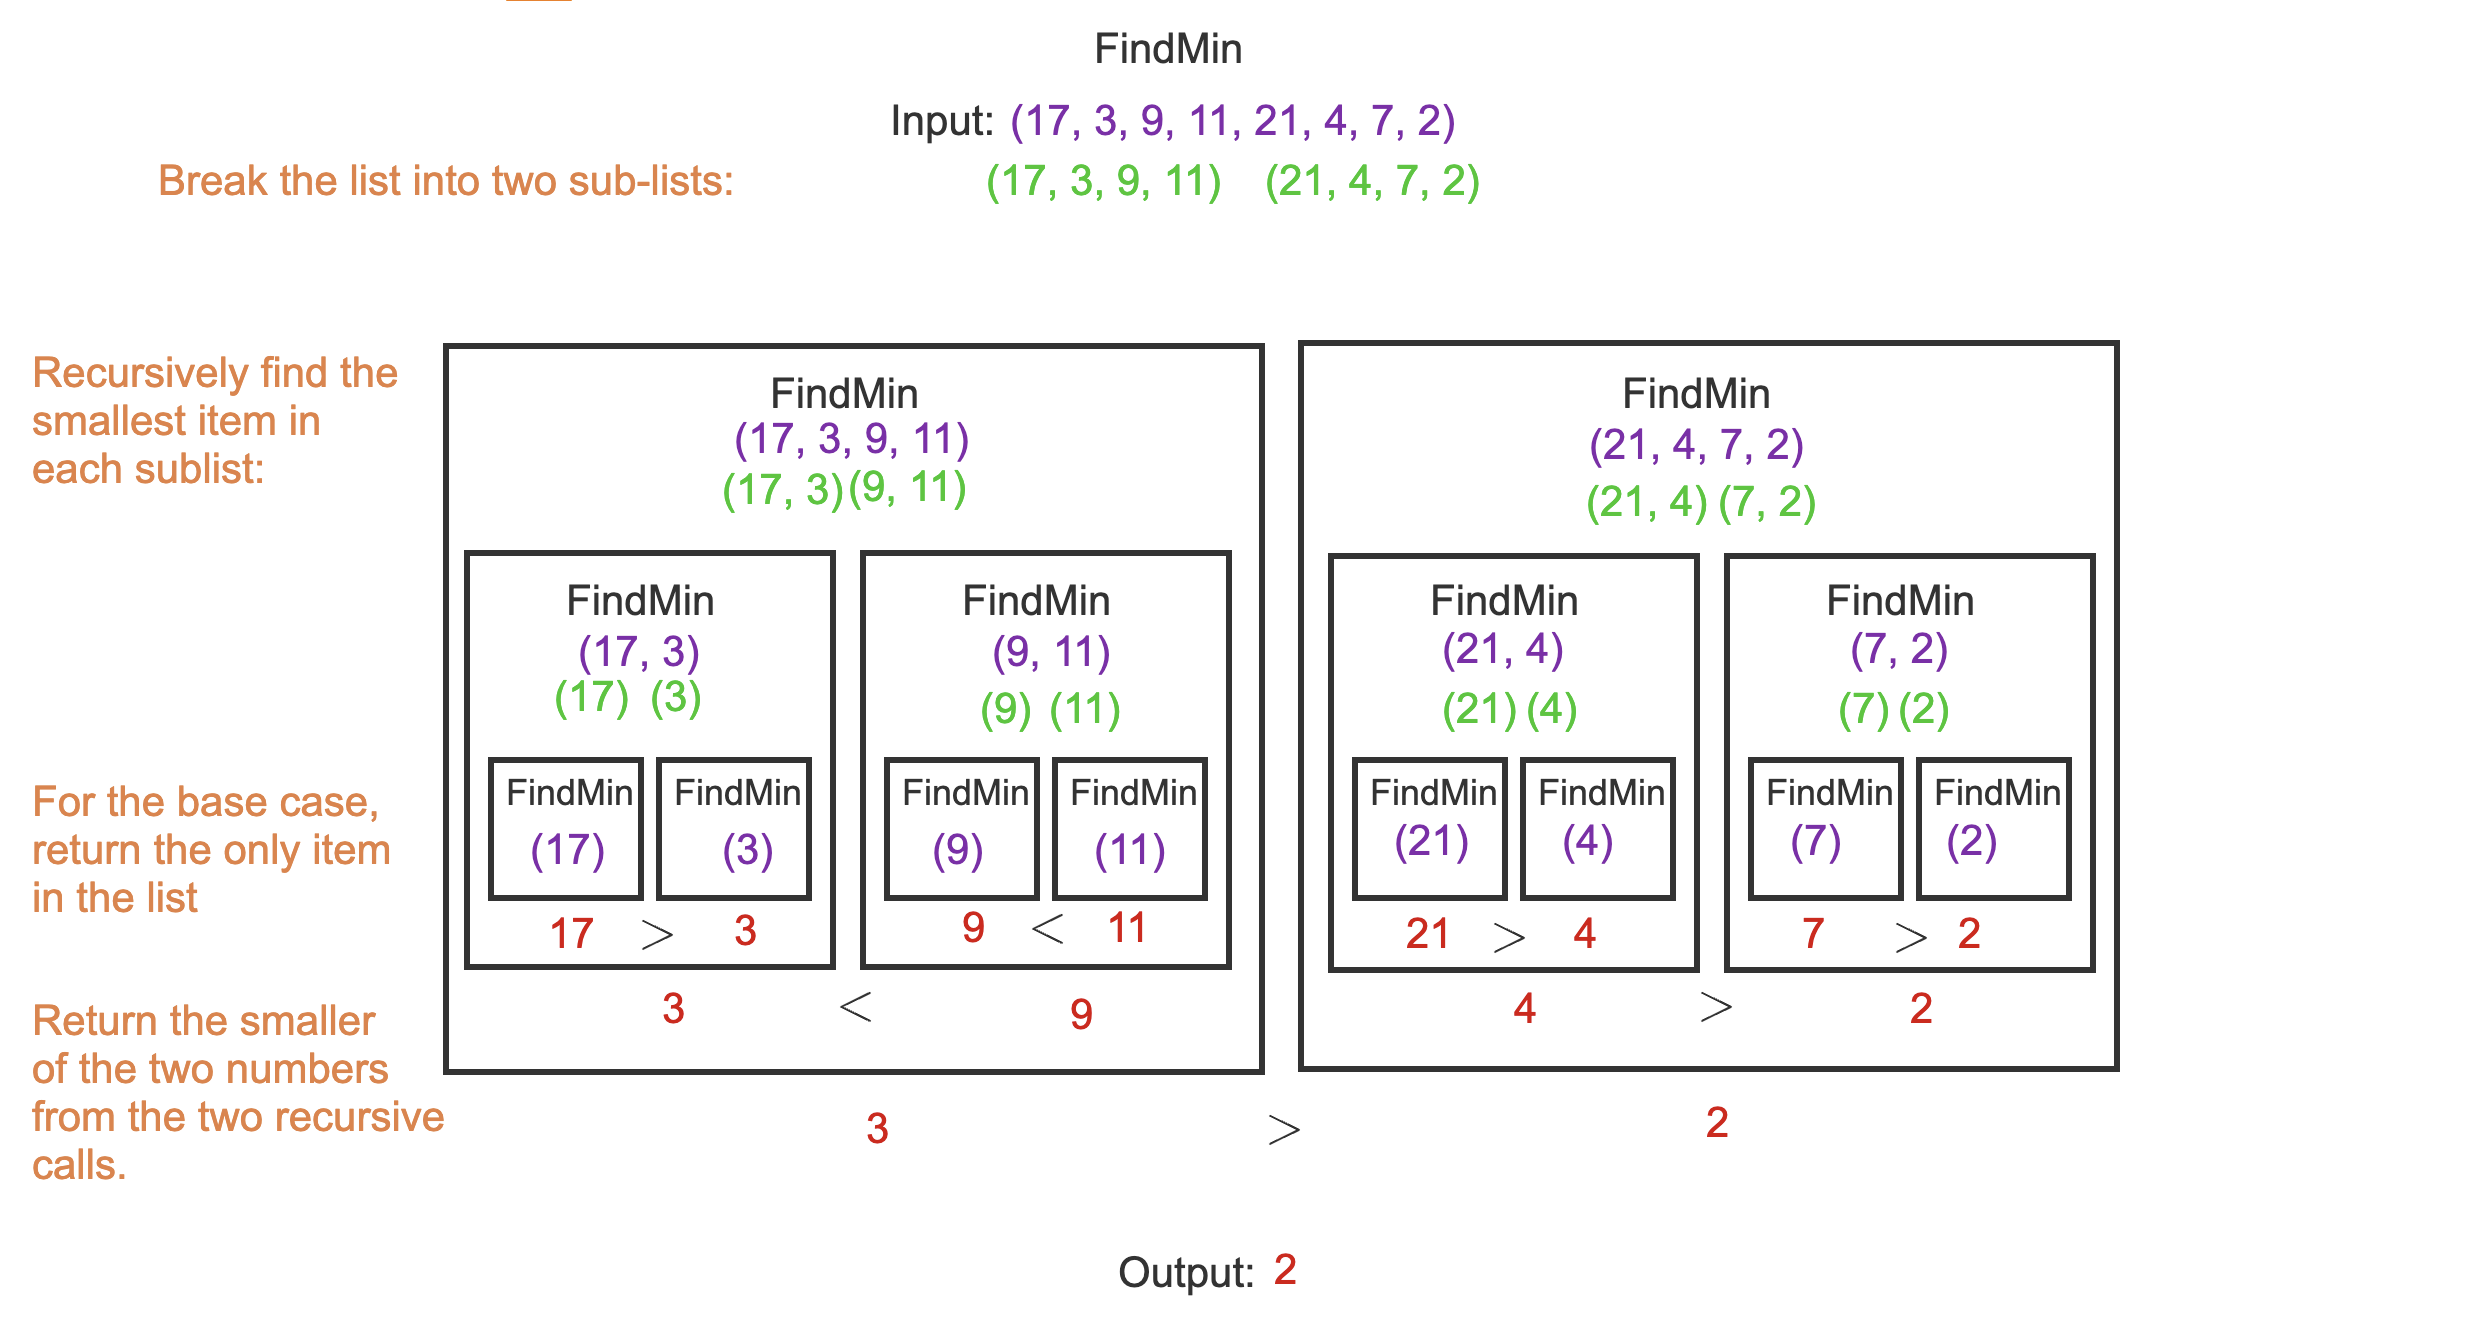 FindMin
Input: (17, 3, 9, 11, 21, 4, 7, 2)
Break the list into two sub-lists: (17, 3, 9, 11) (21, 4, 7, 2)
Recursively find the
smallest item in
each sublist:
FindMin
(17, 3, 9, 11)
(17, 3)(9, 11)
FindMin
(21, 4, 7, 2)
(21, 4) (7, 2)
FindMin
(17, 3)
(17) (3)
FindMin
(9, 11)
(9) (11)
FindMin
(21, 4)
(21) (4)
FindMin
(7, 2)
(7) (2)
For the base case,
return the only item
in the list
FindMin
(17)
FindMin
(3)
FindMin
(9)
FindMin
(11)
FindMin
(21)
FindMin
(4)
FindMin
(7)
FindMin
(2)
17 > 3
9 < 11
21 > 4
7 > 2
Return the smaller
of the two numbers
from the two recursive
calls.
3 < 9
4 > 2
3 > 2
Output: 2